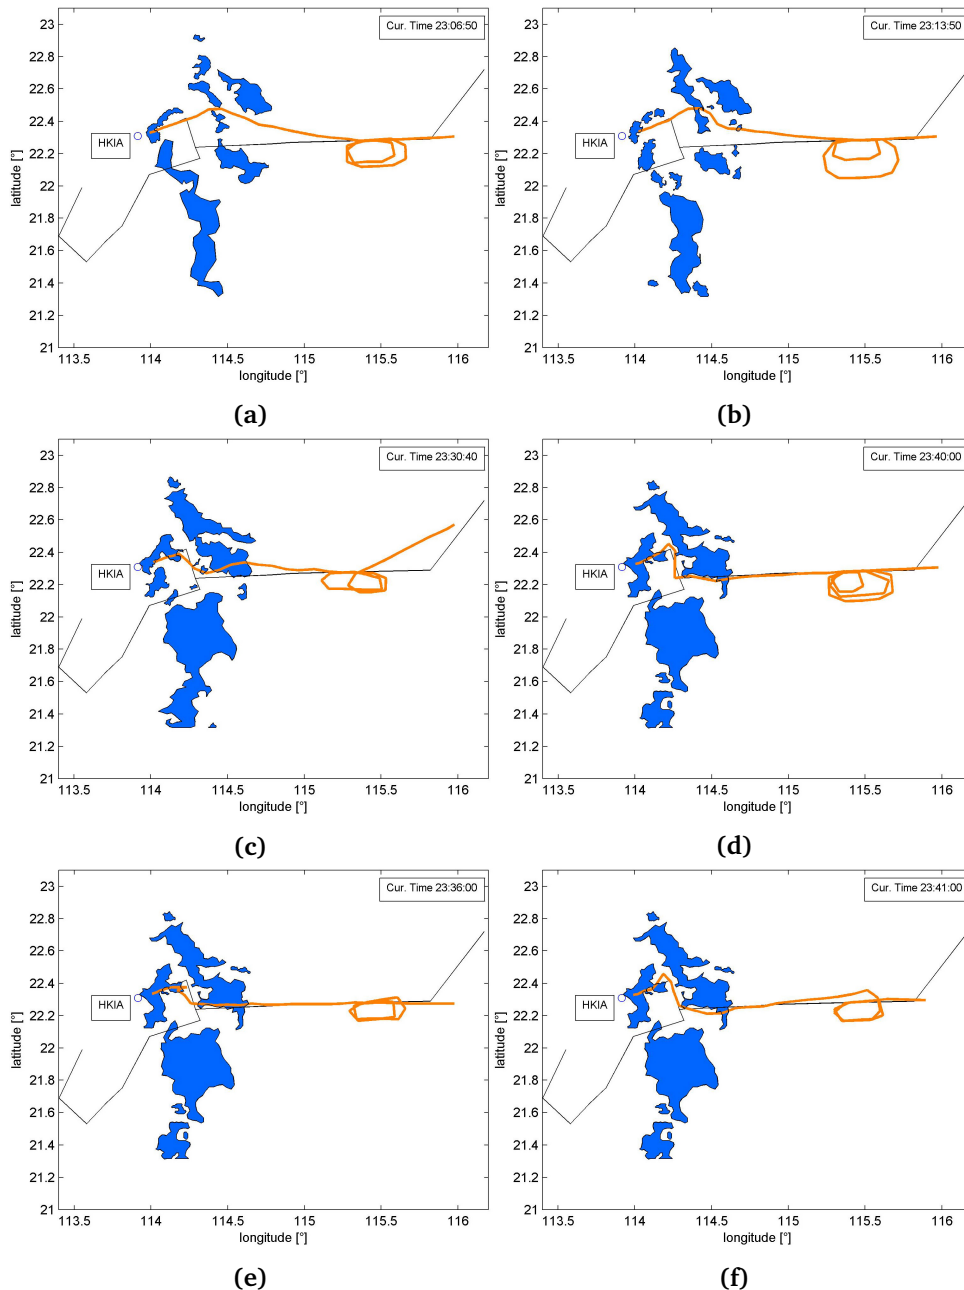 23
22.8
22.6
22.4
22.2
22
21.8
21.6
21.4
21.2
21
latitude [°]
Cur. Time 23:06:50
HKIA
113.5 114 114.5 115 115.5 116
longitude [°]
(a)
23
22.8
22.6
22.4
22.2
22
21.8
21.6
21.4
21.2
21
latitude [°]
Cur. Time 23:13:50
HKIA
113.5 114 114.5 115 115.5 116
longitude [°]
(b)
23
22.8
22.6
22.4
22.2
22
21.8
21.6
21.4
21.2
21
latitude [°]
Cur. Time 23:30:40
HKIA
113.5 114 114.5 115 115.5 116
longitude [°]
(c)
23
22.8
22.6
22.4
22.2
22
21.8
21.6
21.4
21.2
21
latitude [°]
Cur. Time 23:40:00
HKIA
113.5 114 114.5 115 115.5 116
longitude [°]
(d)
23
22.8
22.6
22.4
22.2
22
21.8
21.6
21.4
21.2
21
latitude [°]
Cur. Time 23:36:00
HKIA
113.5 114 114.5 115 115.5 116
longitude [°]
(e)
23
22.8
22.6
22.4
22.2
22
21.8
21.6
21.4
21.2
21
latitude [°]
Cur. Time 23:41:00
HKIA
113.5 114 114.5 115 115.5 116
longitude [°]
(f)